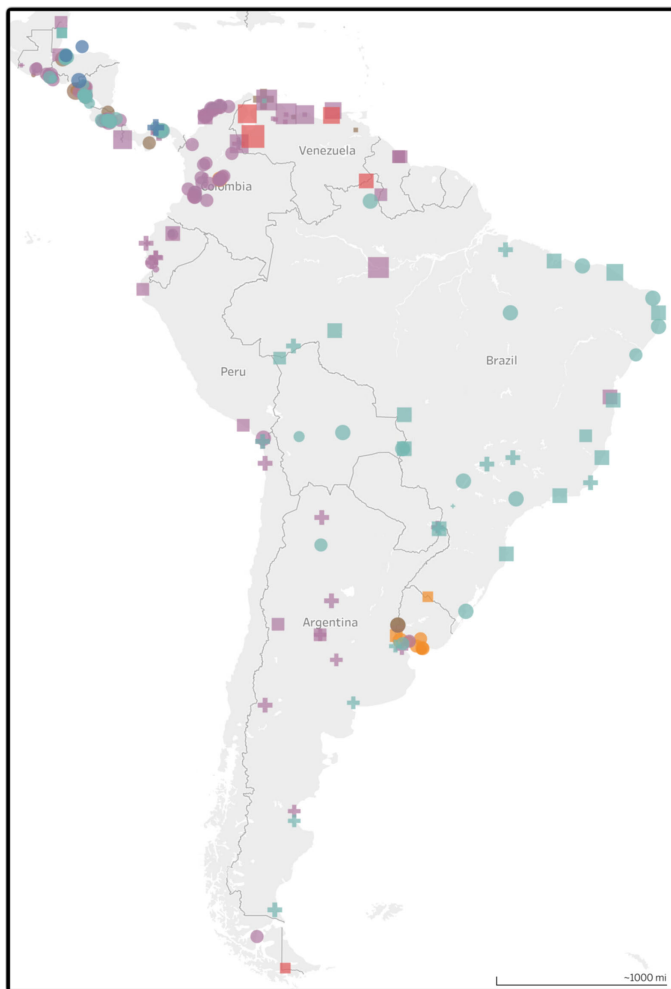 Venezuela
Colombia
Peru
Brazil
Argentina
~1000 mi